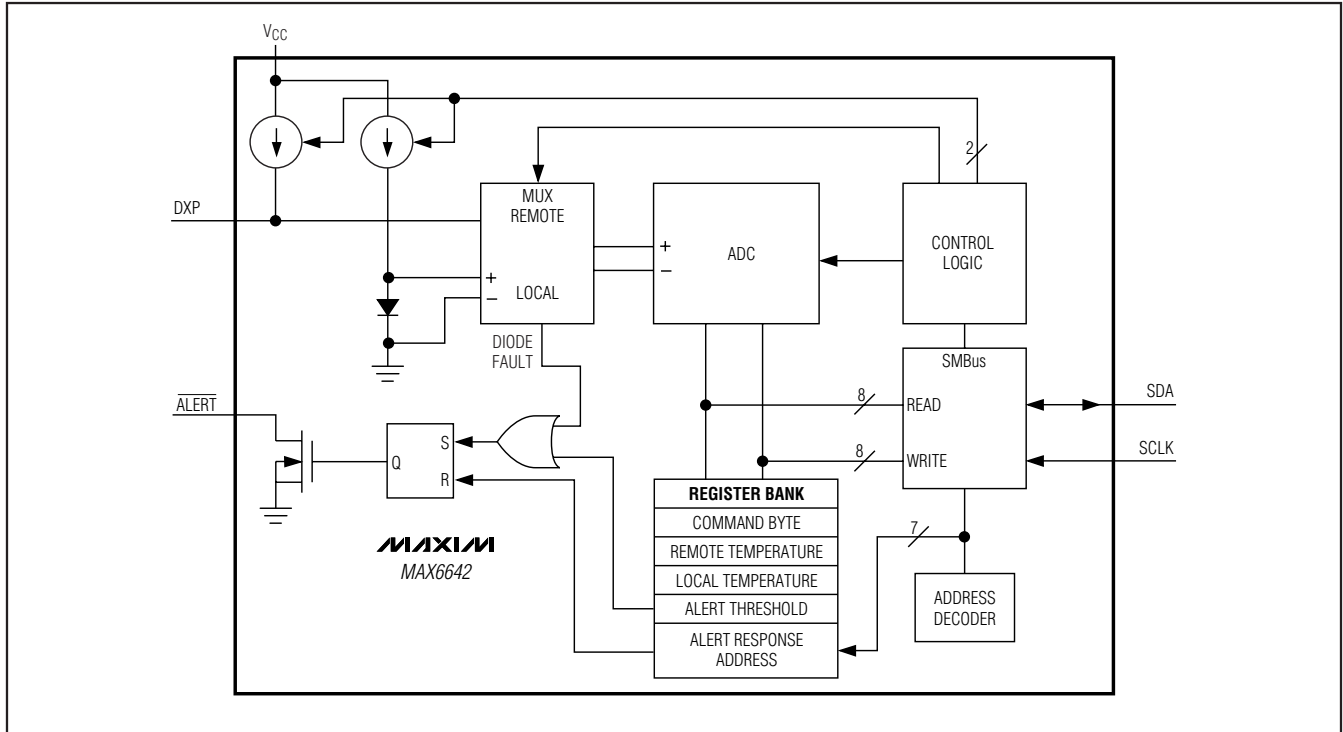 VCC
2
DXP
MUX
REMOTE
+
−
LOCAL
+
−
ADC
CONTROL
LOGIC
DIODE
FAULT
SMBus
ALERT
8
READ
SDA
S
Q
R
8
WRITE
SCLK
REGISTER BANK
COMMAND BYTE
REMOTE TEMPERATURE
LOCAL TEMPERATURE
ALERT THRESHOLD
ALERT RESPONSE
ADDRESS
7
ADDRESS
DECODER
MAXIM
MAX6642